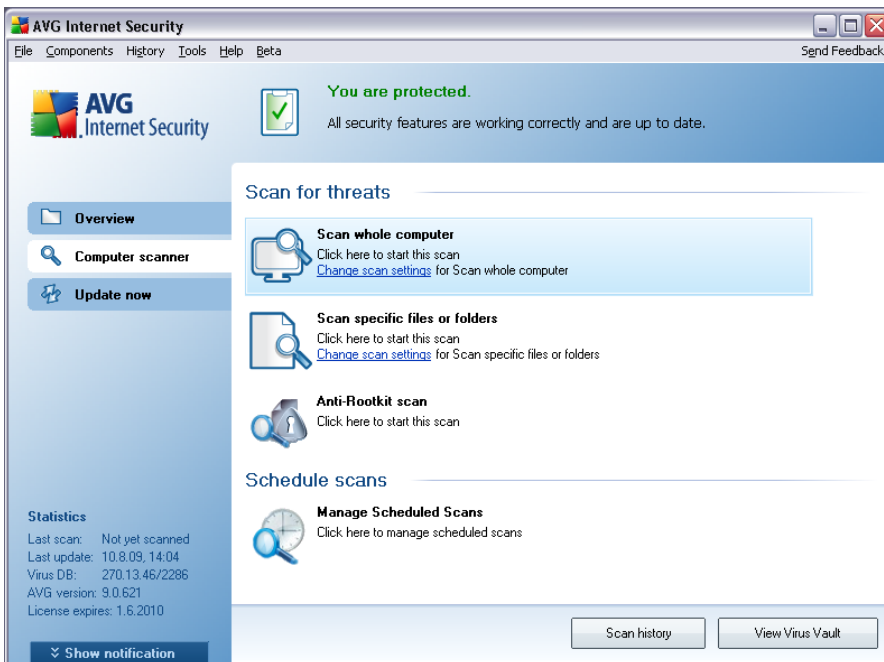 AVG Internet Security
File Components History Tools Help Beta Send Feedback
AVG
Internet Security
You are protected.
All security features are working correctly and are up to date.
Overview
Computer scanner
Update now
Scan for threats
Scan whole computer
Click here to start this scan
Change scan settings for Scan whole computer
Scan specific files or folders
Click here to start this scan
Change scan settings for Scan specific files or folders
Anti-Rootkit scan
Click here to start this scan
Schedule scans
Manage Scheduled Scans
Click here to manage scheduled scans
Statistics
Last scan: Not yet scanned
Last update: 10.8.09, 14:04
Virus DB: 270.13.46/2286
AVG version: 9.0.621
License expires: 1.6.2010
Show notification
Scan history
View Virus Vault